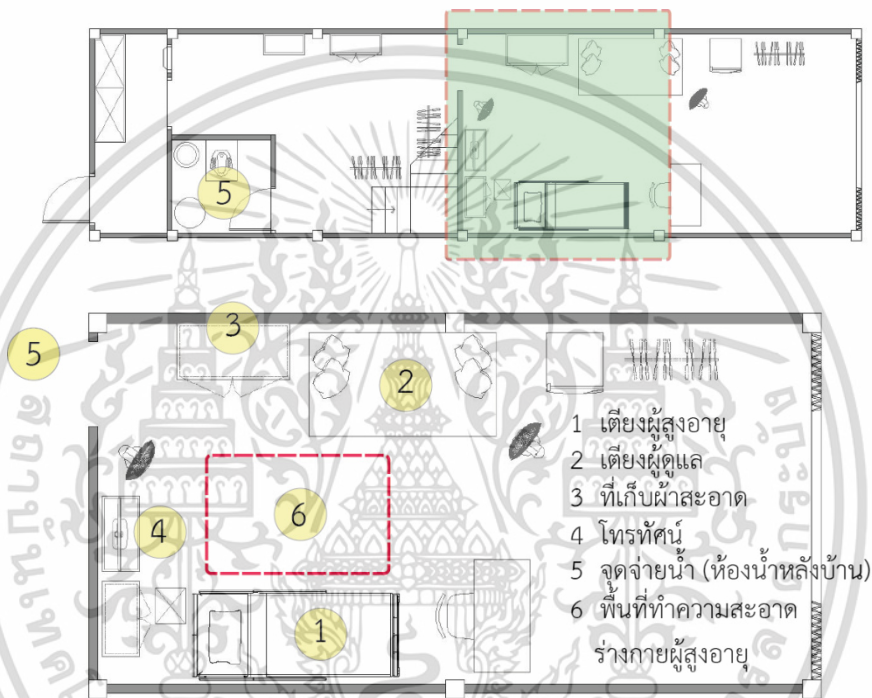 5
5
3
2
4
6
1
1 เตียงผู้สูงอายุ
2 เตียงผู้ดูแล
3 ที่เก็บผ้าสะอาด
4 โทรทัศน์
5 จุดจ่ายน้ำ (ห้องน้ำหลังบ้าน)
6 พื้นที่ทำความสะอาด
ร่างกายผู้สูงอายุ